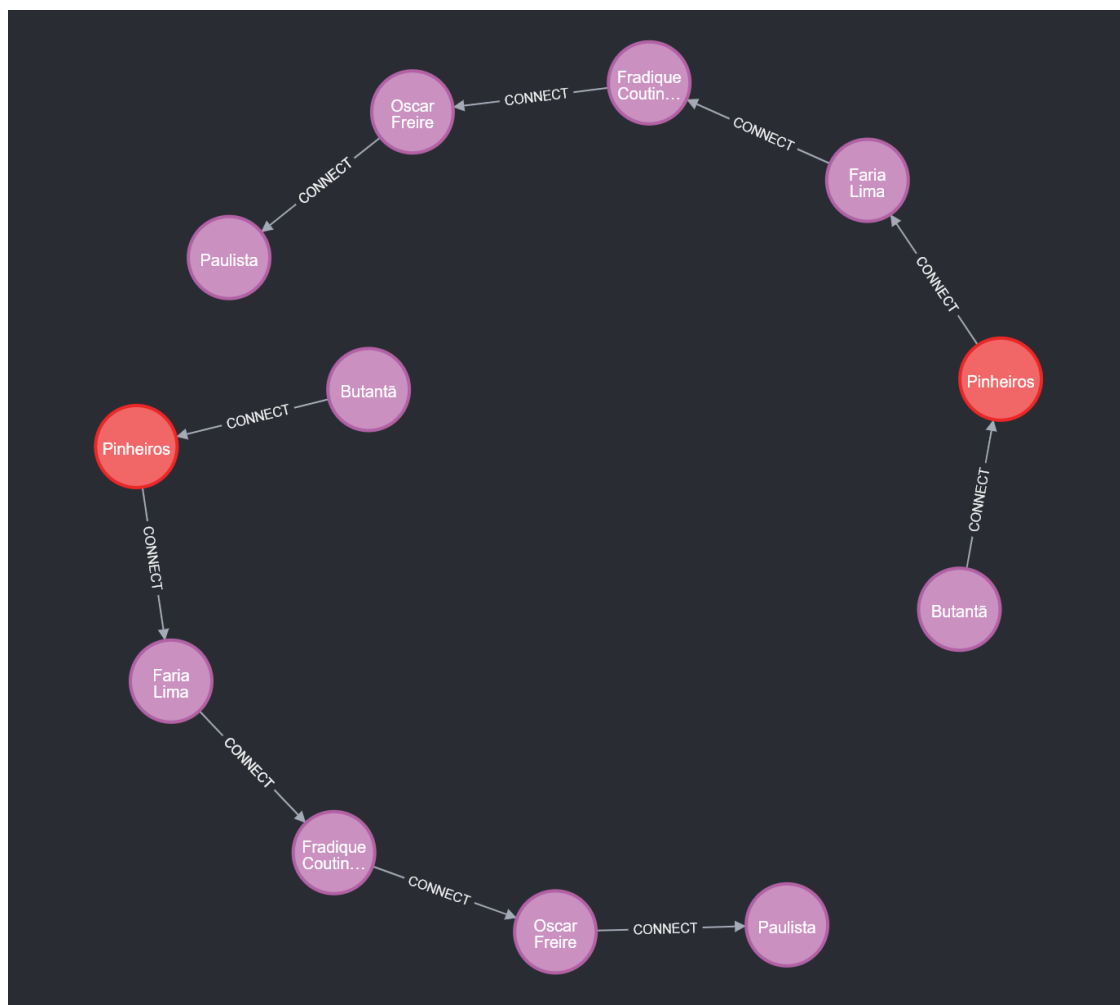 Fradique
Coutin…
CONNECT
Oscar
Freire
CONNECT
Faria
Lima
CONNECT
Paulista
CONNECT
Pinheiros
Butantã
CONNECT
Pinheiros
CONNECT
CONNECT
Butantã
Faria
Lima
CONNECT
Fradique
Coutin…
CONNECT
Oscar
Freire
CONNECT
Paulista